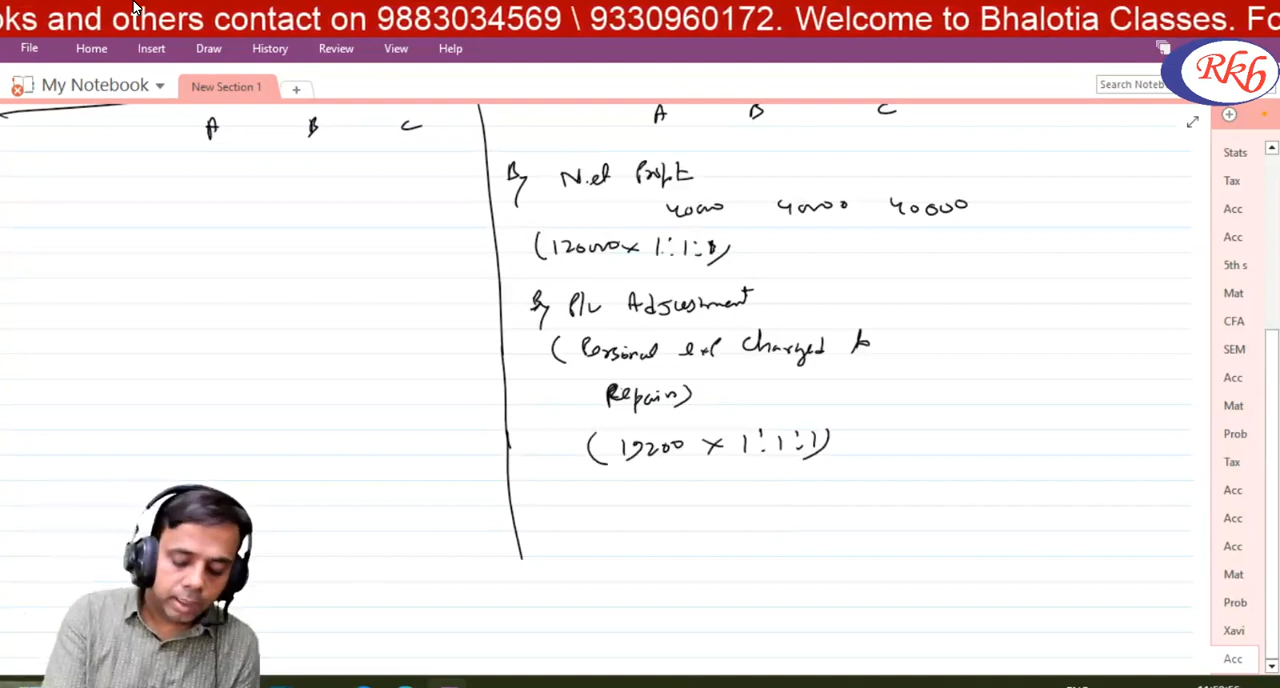 oks and others contact on 9883034569 \ 9330960172. Welcome to Bhalotia Classes. Fo
File Home Insert Draw History Review View Help
Rkb
My Notebook New Section 1 +
Search Noteb
A B C A B C
By Net Profit
40000 40000 40000
(120000 x 1:1:1)
By P/L Adjustment
(Personal exp charged to
Repairs)
(19200 x 1:1:1)
Stats
Tax
Acc
Acc
5th s
Mat
CFA
SEM
Acc
Mat
Prob
Tax
Acc
Acc
Acc
Mat
Prob
Xavi
Acc